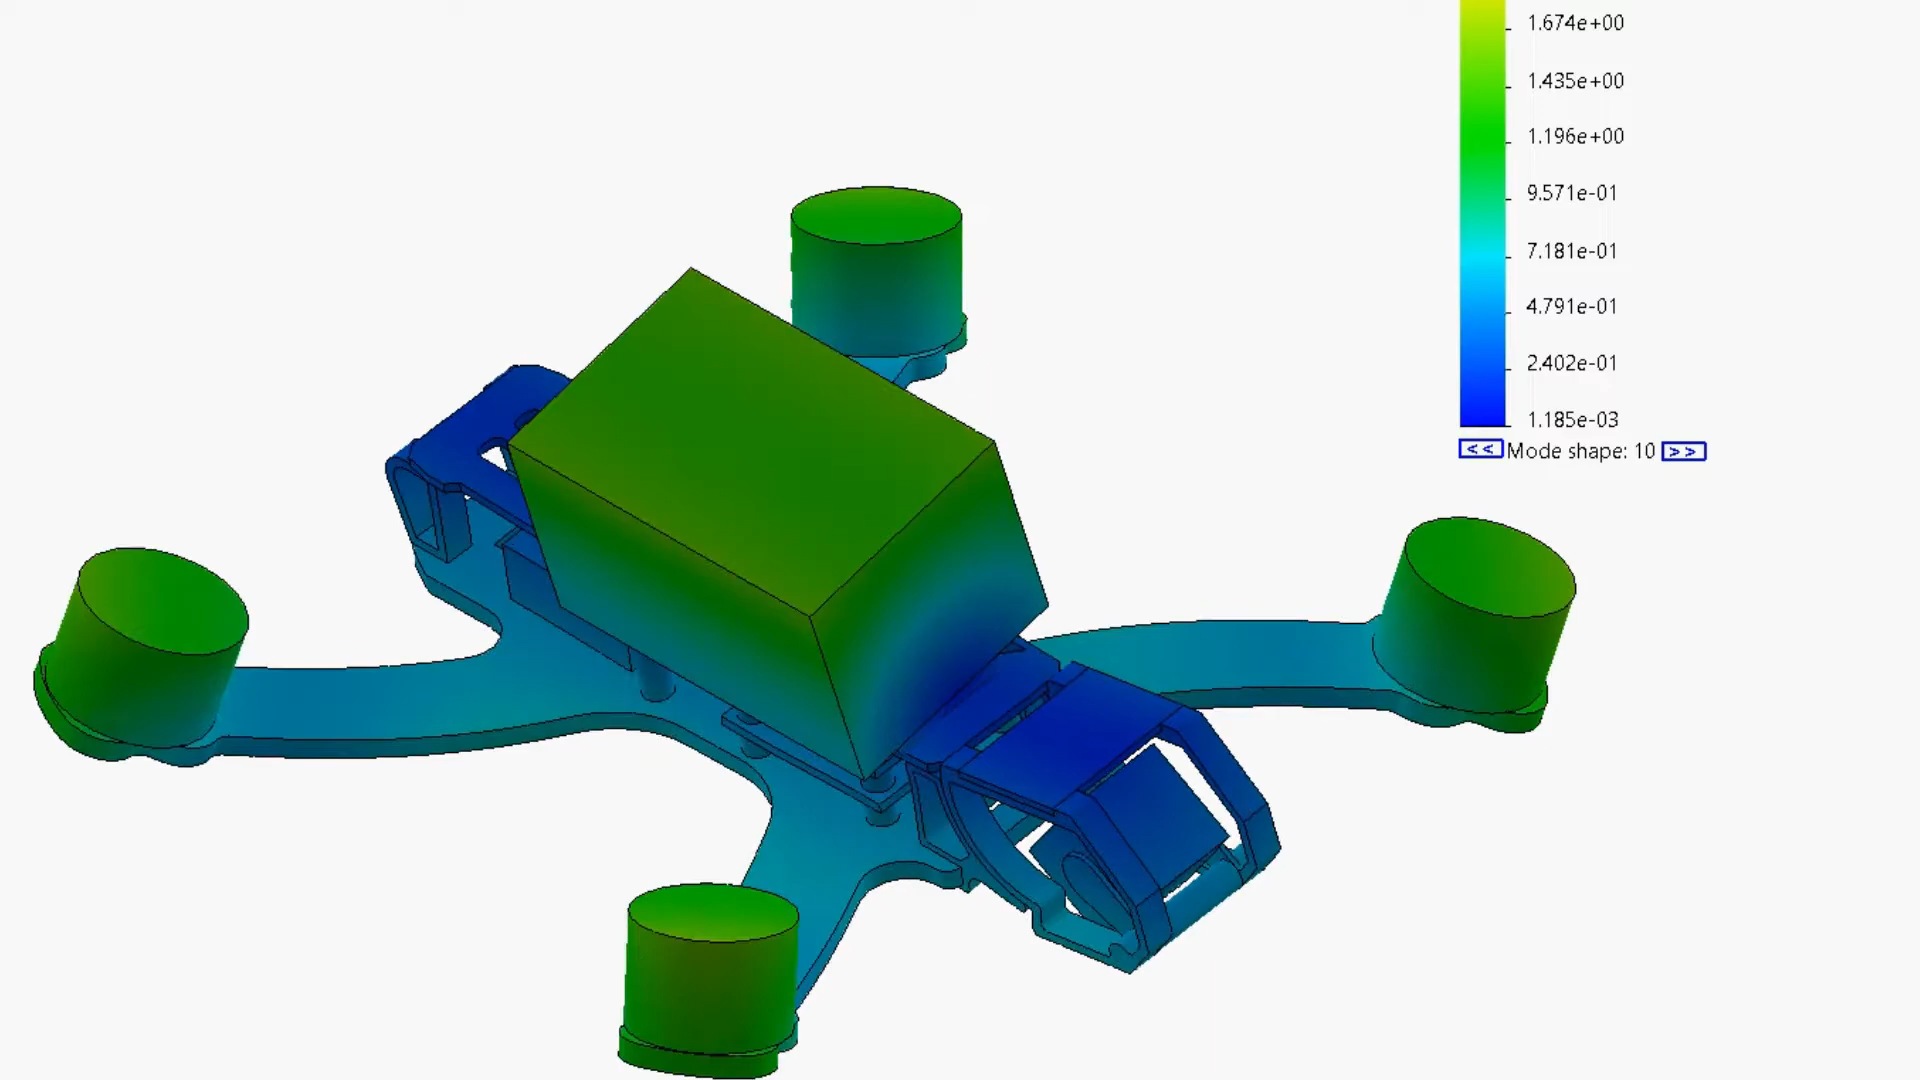 1.674e+00
1.435e+00
1.196e+00
9.571e-01
7.181e-01
4.791e-01
2.402e-01
1.185e-03
<< Mode shape: 10 >>